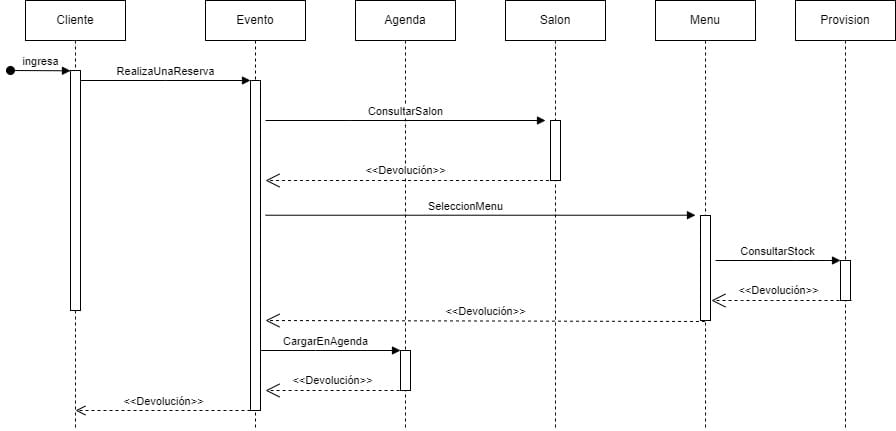 Cliente
Evento
Agenda
Salon
Menu
Provision
ingresa
RealizaUnaReserva
ConsultarSalon
<<Devolución>>
SeleccionMenu
ConsultarStock
<<Devolución>>
<<Devolución>>
CargarEnAgenda
<<Devolución>>
<<Devolución>>